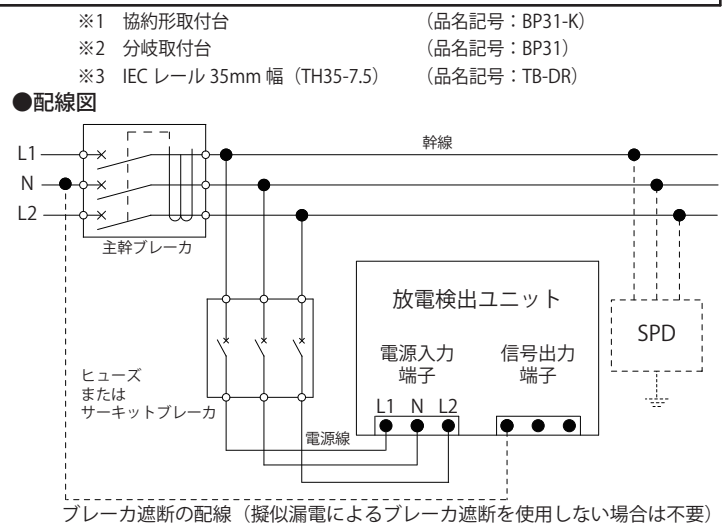 ※1 協約形取付台 （品名記号：BP31-K）
※2 分岐取付台 （品名記号：BP31）
※3 IEC レール 35mm 幅（TH35-7.5） （品名記号：TB-DR）
●配線図
幹線
L1
N
L2
主幹ブレーカ
放電検出ユニット
SPD
電源入力
端子
信号出力
端子
ヒューズ
または
サーキットブレーカ
L1 N L2
電源線
ブレーカ遮断の配線（擬似漏電によるブレーカ遮断を使用しない場合は不要）